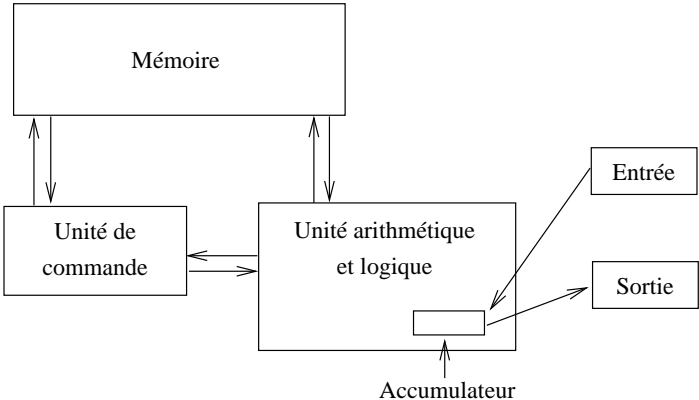 Mémoire
Unité de
commande
Unité arithmétique
et logique
Entrée
Sortie
Accumulateur